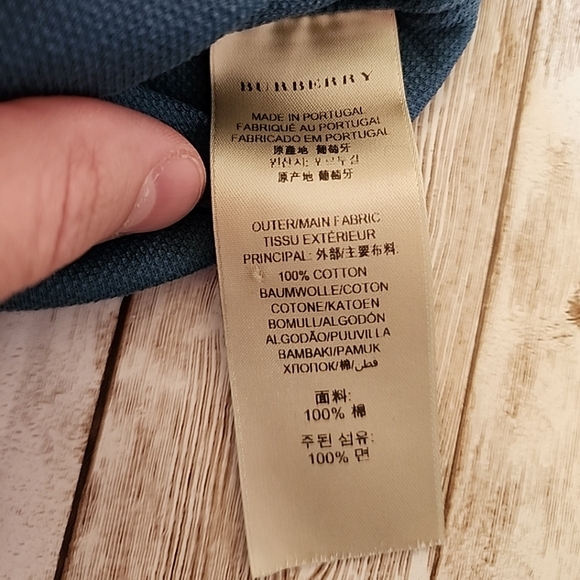 BURBERRY
MADE IN PORTUGAL
FABRIQUÉ AU PORTUGAL
FABRICADO EM PORTUGAL
原產地 葡萄牙
원산지: 포르투갈
原产地 葡萄牙
OUTER/MAIN FABRIC
TISSU EXTÉRIEUR
PRINCIPAL: 外部/主要布料:
100% COTTON
BAUMWOLLE/COTON
COTONE/KATOEN
BOMULL/ALGODÓN
ALGODÃO/PUUVILLA
BAMBAKI/PAMUK
ХЛОПОК/棉/قطن
面料:
100% 棉
주된 섬유:
100% 면